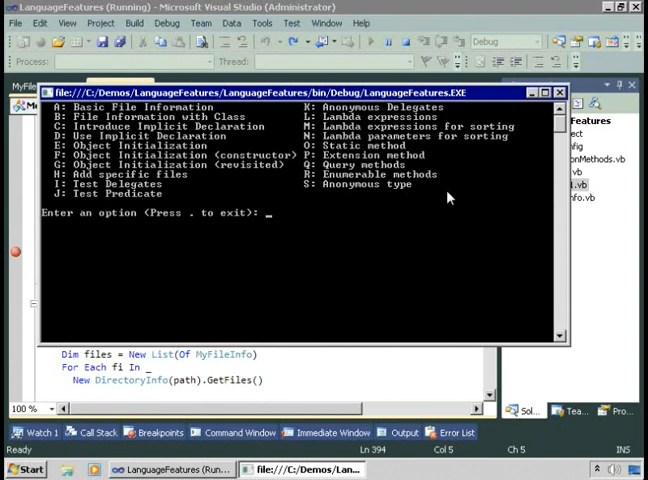 LanguageFeatures (Running) - Microsoft Visual Studio (Administrator)
File Edit View Project Build Debug Team Data Tools Test Window Help
Debug
Process: Thread:
MyFile
file:///C:/Demos/LanguageFeatures/LanguageFeatures/bin/Debug/LanguageFeatures.EXE
A: Basic File Information K: Anonymous Delegates
B: File Information with Class L: Lambda expressions
C: Introduce Implicit Declaration M: Lambda expressions for sorting
D: Use Implicit Declaration N: Lambda parameters for sorting
E: Object Initialization O: Static method
F: Object Initialization (constructor) P: Extension method
G: Object Initialization (revisited) Q: Query methods
H: Add specific files R: Enumerable methods
I: Test Delegates S: Anonymous type
J: Test Predicate
Enter an option (Press . to exit): _
Features
ect
onMethods.vb
l.vb
nfo.vb
Dim files = New List(Of MyFileInfo)
For Each fi In _
New DirectoryInfo(path).GetFiles()
100 %
Sol... Tea... Pro...
Watch 1 Call Stack Breakpoints Command Window Immediate Window Output Error List
Ready Ln 394 Col 5 Ch 5 INS
Start LanguageFeatures (Run... file:///C:/Demos/Lan...